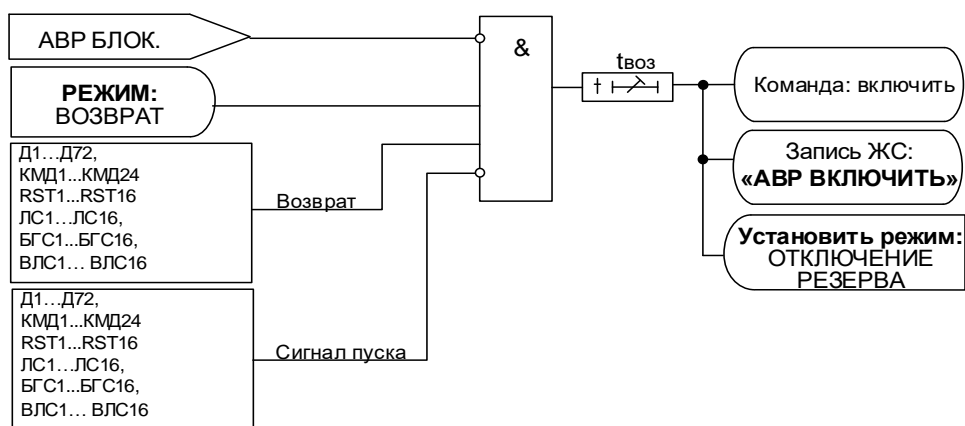 АВР БЛОК.
РЕЖИМ:
ВОЗВРАТ
Д1...Д72,
КМД1...КМД24
RST1...RST16
ЛС1...ЛС16,
БГС1...БГС16,
ВЛС1... ВЛС16
Возврат
Д1...Д72,
КМД1...КМД24
RST1...RST16
ЛС1...ЛС16,
БГС1...БГС16,
ВЛС1... ВЛС16
Сигнал пуска
&
tвоз
Команда: включить
Запись ЖС:
«АВР ВКЛЮЧИТЬ»
Установить режим:
ОТКЛЮЧЕНИЕ
РЕЗЕРВА